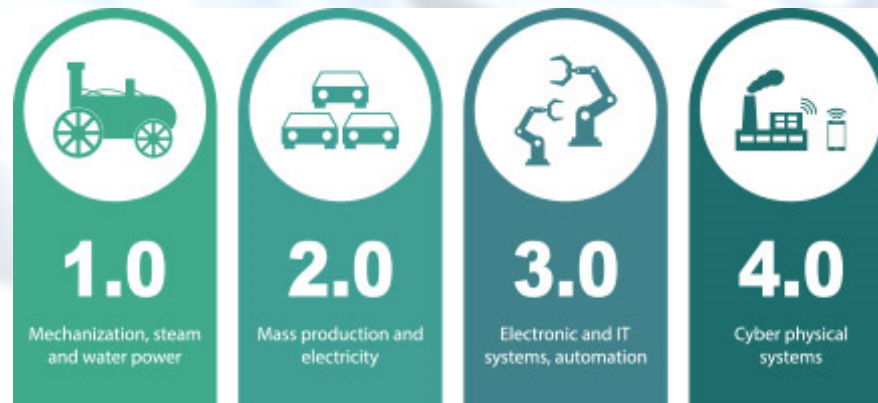 1.0
Mechanization, steam
and water power
2.0
Mass production and
electricity
3.0
Electronic and IT
systems, automation
4.0
Cyber physical
systems